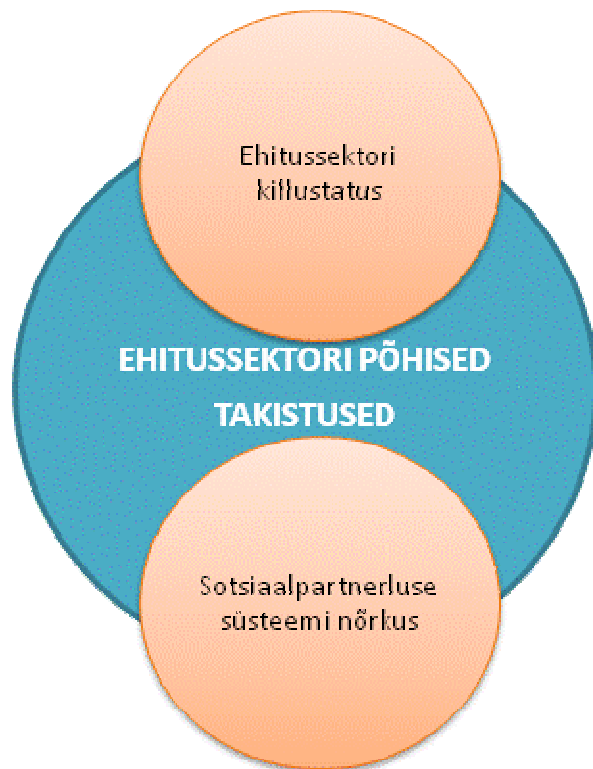 Ehitussektori
killustatus
EHITUSSEKTORI PÕHISED
TAKISTUSED
Sotsiaalpartnerluse
süsteemi nõrkus